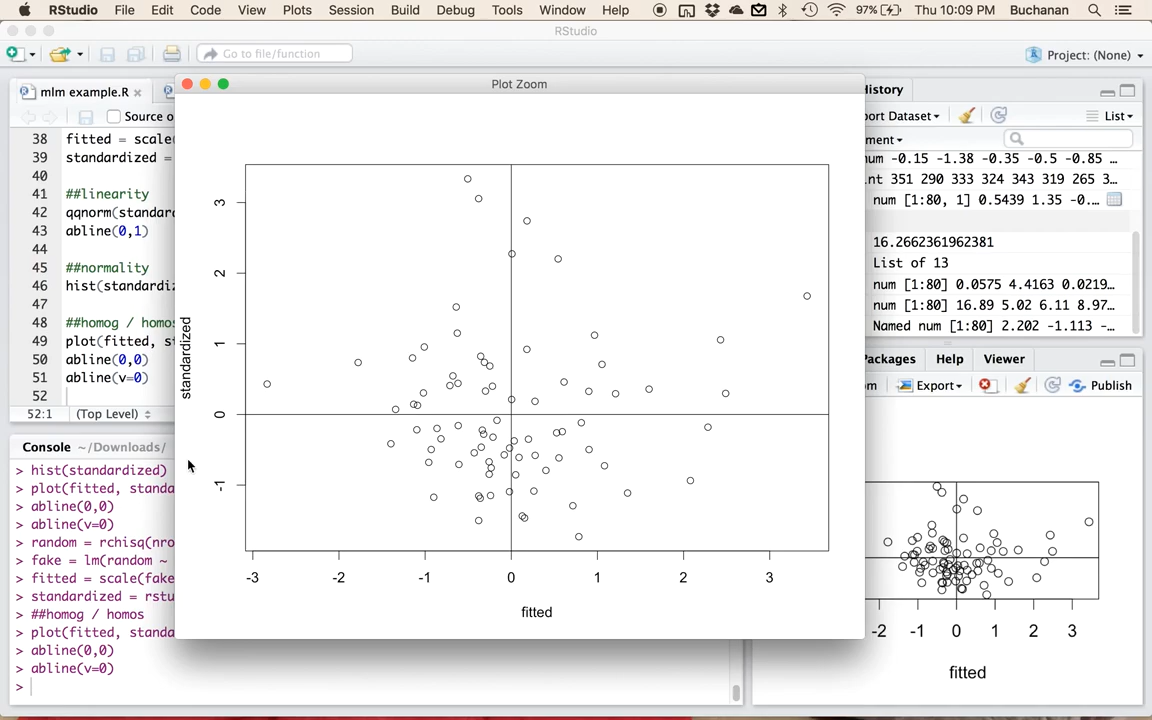 RStudio File Edit Code View Plots Session Build Debug Tools Window Help 97% Thu 10:09 PM Buchanan
RStudio
Go to file/function
Project: (None)
mlm example.R
Source o
38 fitted = scale(
39 standardized =
40
41 ##linearity
42 qqnorm(standar
43 abline(0,1)
44
45 ##normality
46 hist(standardiz
47
48 ##homog / homos
49 plot(fitted, s
50 abline(0,0)
51 abline(v=0)
52
52:1 (Top Level)
Console ~/Downloads/
> hist(standardized)
> plot(fitted, standa
> abline(0,0)
> abline(v=0)
> random = rchisq(nro
> fake = lm(random ~
> fitted = scale(fake
> standardized = rstu
> ##homog / homos
> plot(fitted, standa
> abline(0,0)
> abline(v=0)
>
Plot Zoom
standardized
3
2
1
0
-1
-3 -2 -1 0 1 2 3
fitted
History
port Dataset List
ment
num -0.15 -1.38 -0.35 -0.5 -0.85 ...
nt 351 290 333 324 343 319 265 3...
num [1:80, 1] 0.5439 1.35 -0....
16.2662361962381
List of 13
num [1:80] 0.0575 4.4163 0.0219...
num [1:80] 16.89 5.02 6.11 8.97...
Named num [1:80] 2.202 -1.113 -...
Packages Help Viewer
om Export Publish
-2 -1 0 1 2 3
fitted